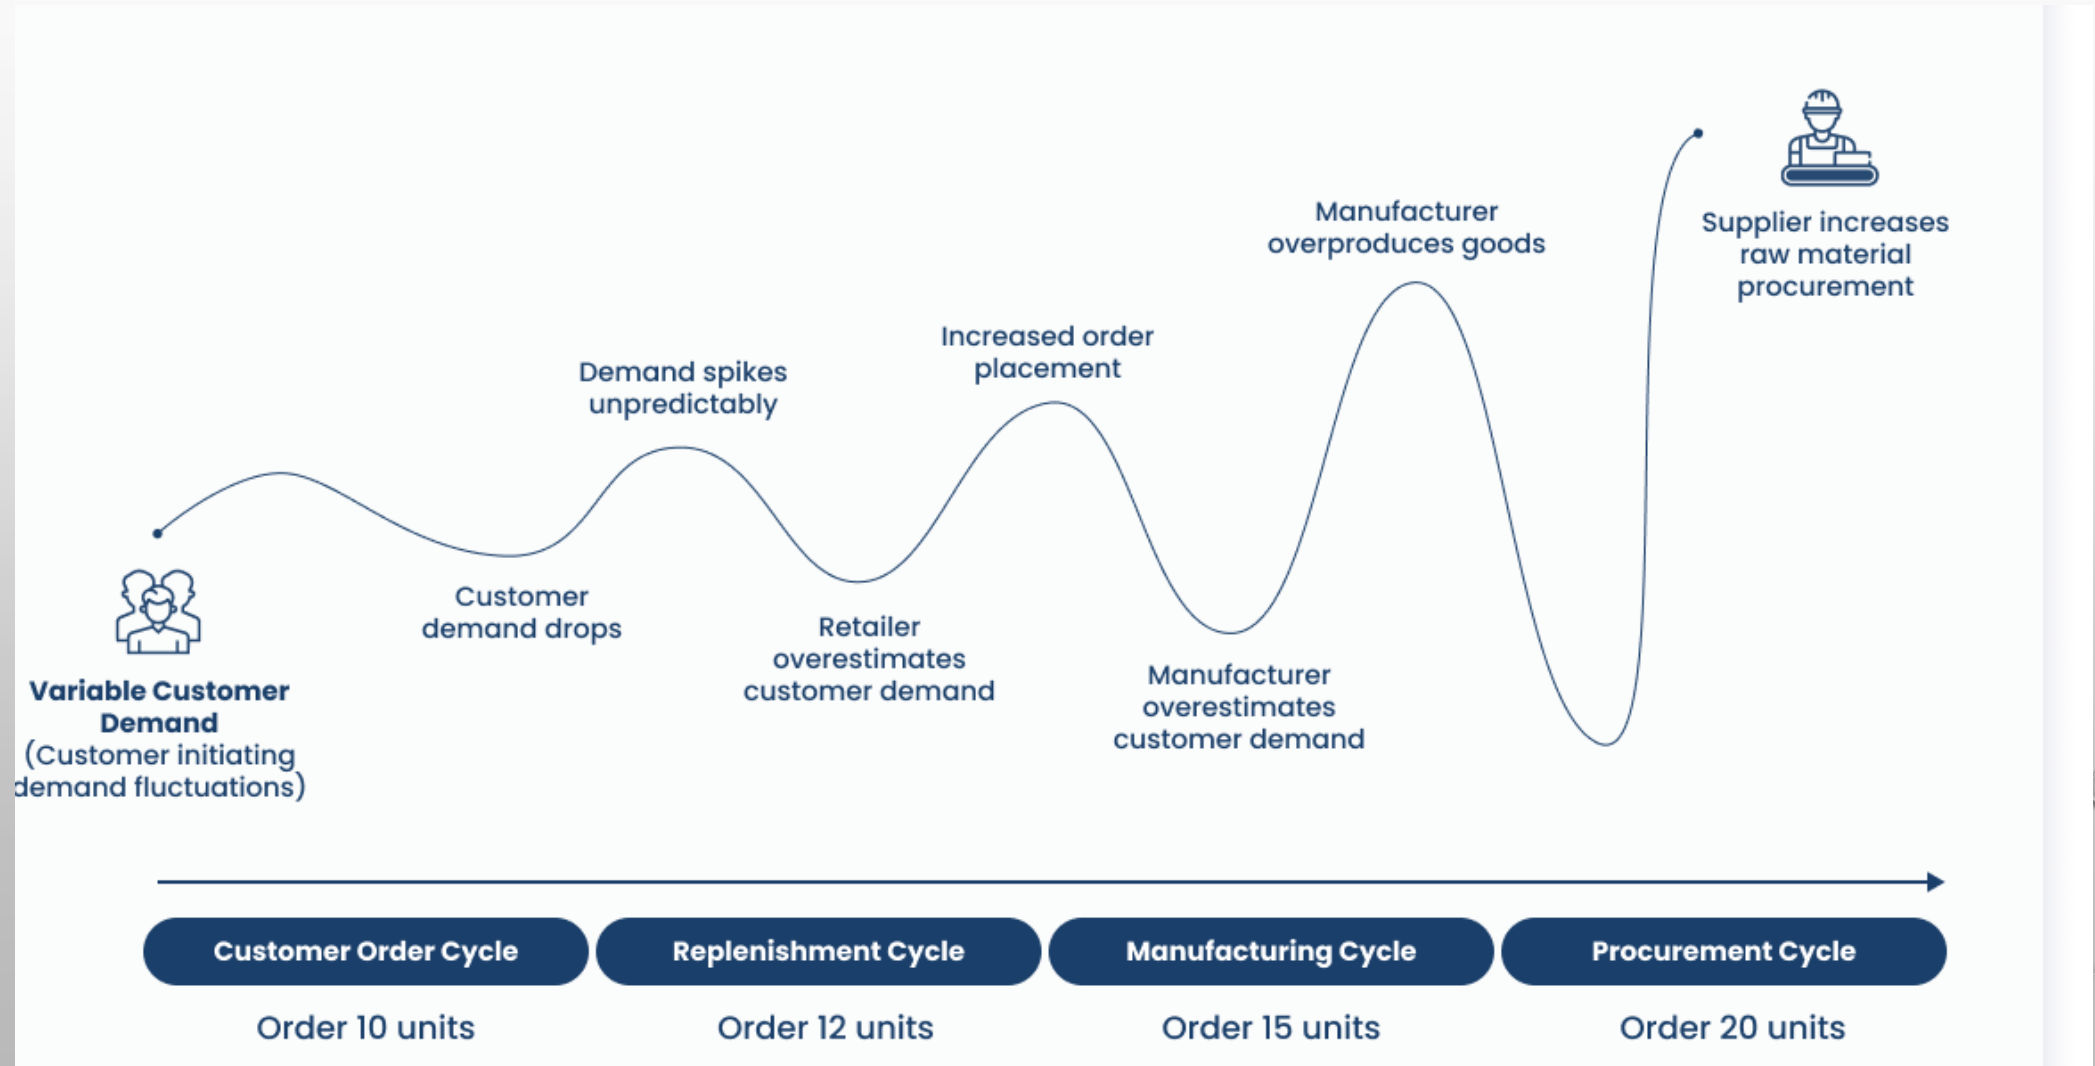 Supplier increases
raw material
procurement
Manufacturer
overproduces goods
Increased order
placement
Demand spikes
unpredictably
Customer
demand drops
Retailer
overestimates
customer demand
Manufacturer
overestimates
customer demand
Variable Customer
Demand
(Customer initiating
demand fluctuations)
Customer Order Cycle
Replenishment Cycle
Manufacturing Cycle
Procurement Cycle
Order 10 units
Order 12 units
Order 15 units
Order 20 units